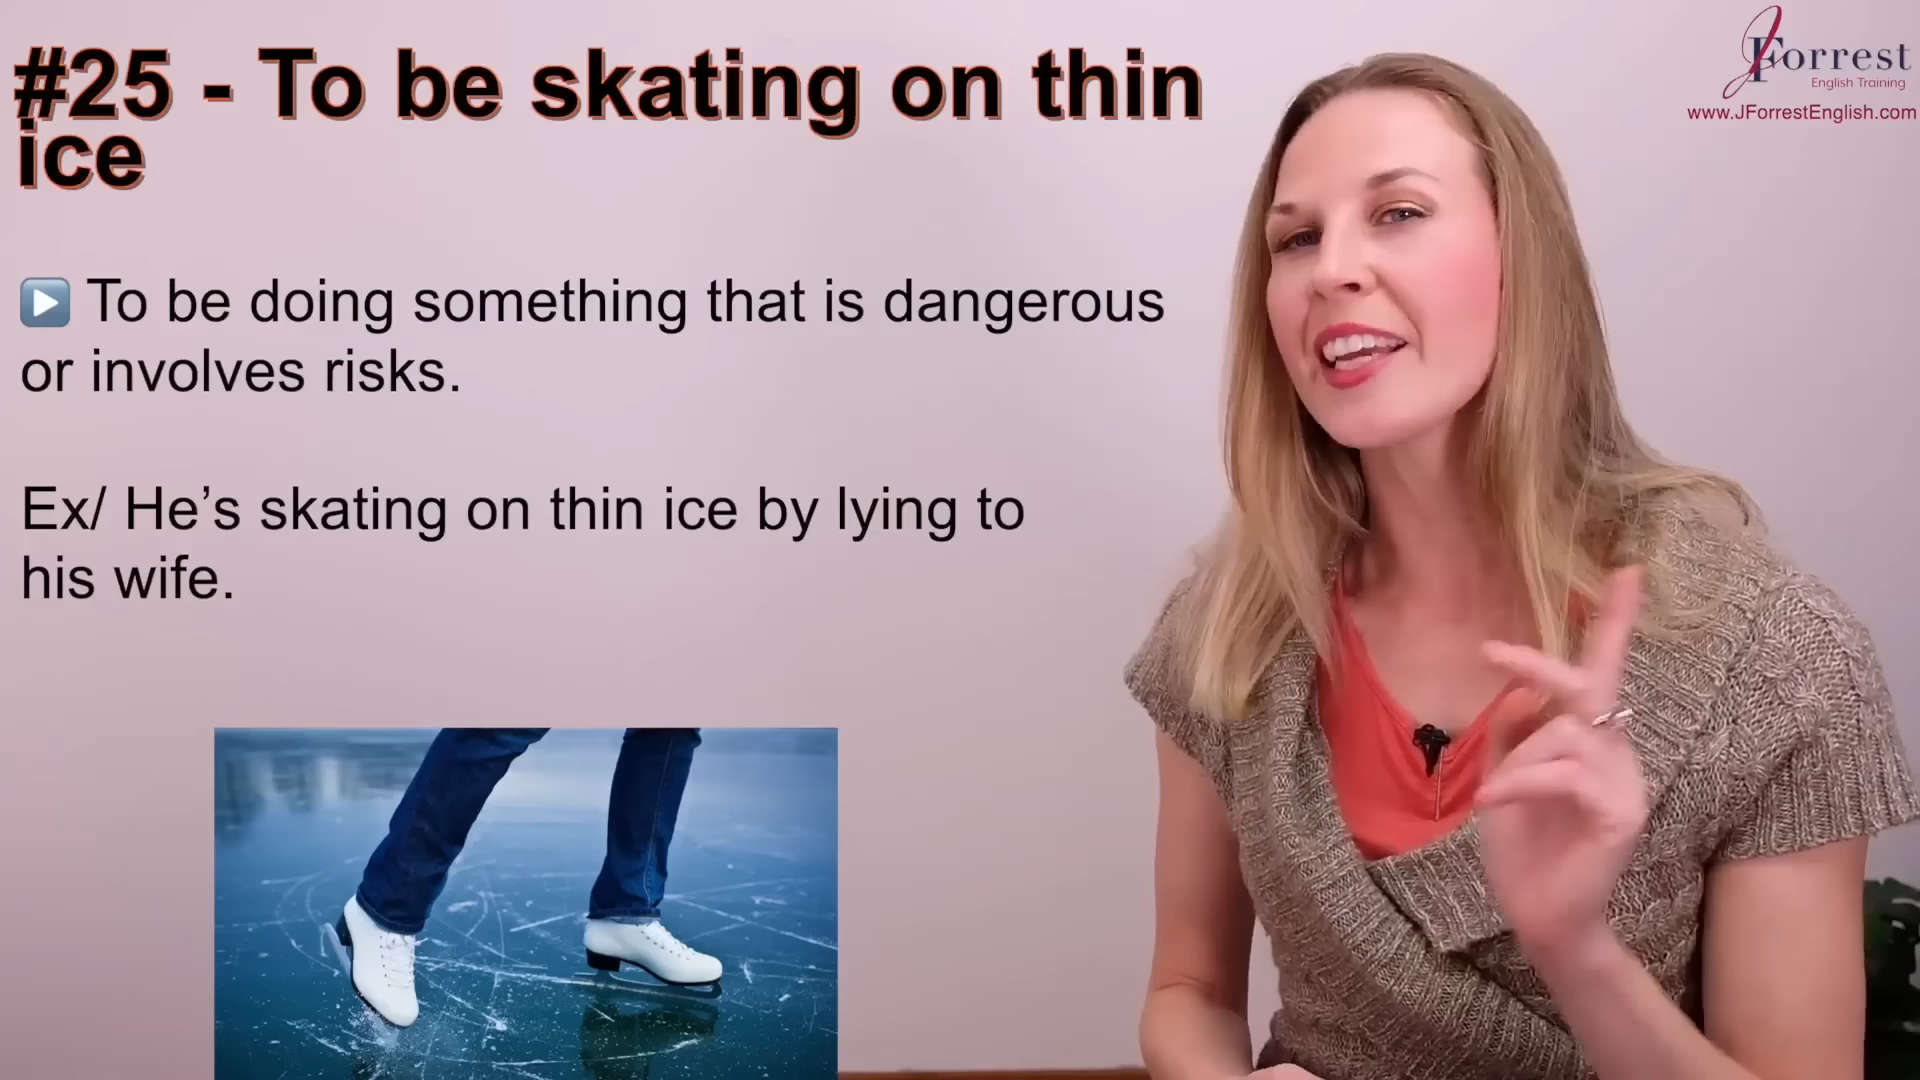 #25 - To be skating on thin
ice
▶️ To be doing something that is dangerous
or involves risks.
Ex/ He’s skating on thin ice by lying to
his wife.
JForrest
English Training
www.JForrestEnglish.com